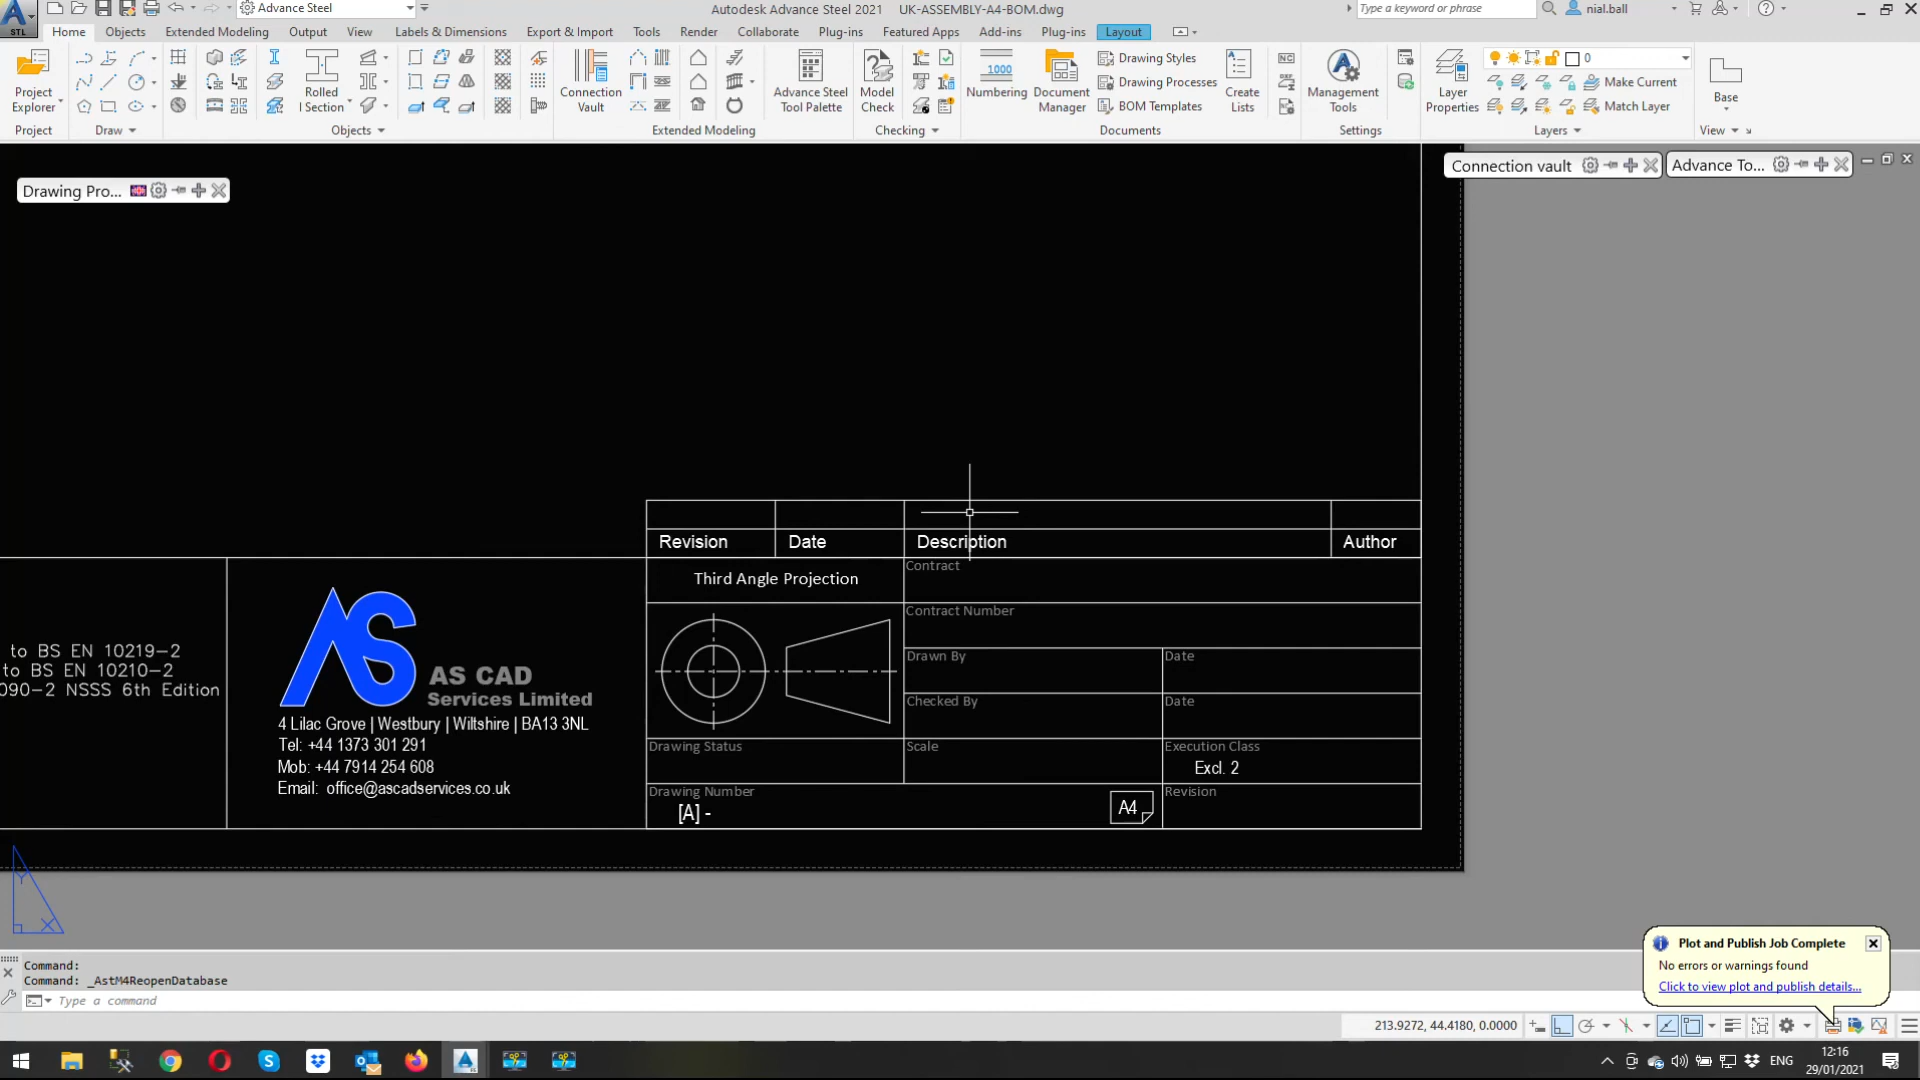 STL
Advance Steel
Autodesk Advance Steel 2021 UK-ASSEMBLY-A4-BOM.dwg
Type a keyword or phrase
nial.ball
Home Objects Extended Modeling Output View Labels & Dimensions Export & Import Tools Render Collaborate Plug-ins Featured Apps Add-ins Plug-ins Layout
Project
Explorer
Rolled
I Section
Connection
Vault
Advance Steel
Tool Palette
Model
Check
1000
Numbering
Document
Manager
Drawing Styles
Drawing Processes
BOM Templates
Create
Lists
NC
DXF
Management
Tools
Layer
Properties
0
Make Current
Match Layer
Base
Project Draw Objects Extended Modeling Checking Documents Settings Layers View
Drawing Pro...
Connection vault
Advance To...
Revision Date Description Author
Third Angle Projection
Contract
Contract Number
Drawn By Date
Checked By Date
Drawing Status Scale Execution Class
Excl. 2
Drawing Number
[A] -
A4
Revision
to BS EN 10219-2
to BS EN 10210-2
090-2 NSSS 6th Edition
AS
AS CAD
Services Limited
4 Lilac Grove | Westbury | Wiltshire | BA13 3NL
Tel: +44 1373 301 291
Mob: +44 7914 254 608
Email: office@ascadservices.co.uk
Y
X
Command:
Command: _AstM4ReopenDatabase
Type a command
Plot and Publish Job Complete
No errors or warnings found
Click to view plot and publish details...
213.9272, 44.4180, 0.0000
ENG
12:16
29/01/2021